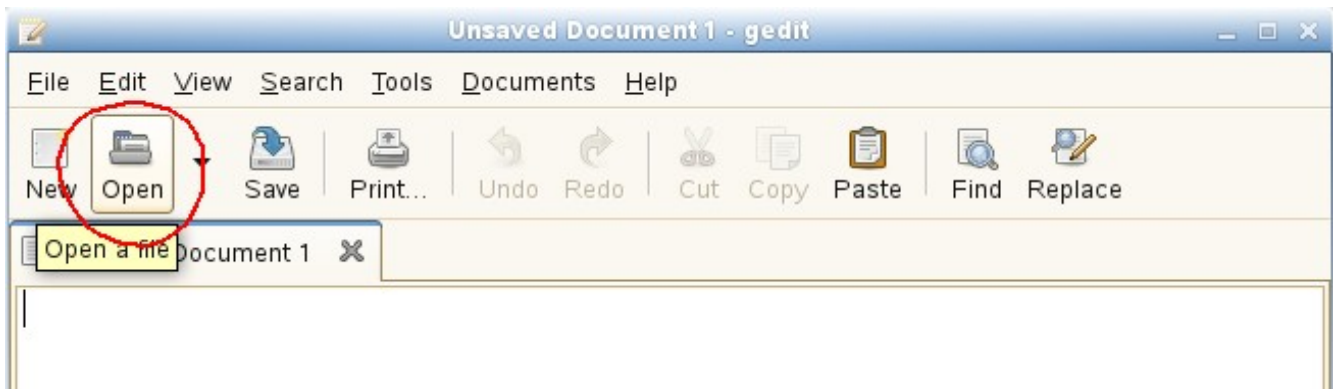 Unsaved Document 1 - gedit
File Edit View Search Tools Documents Help
New Open Save Print... Undo Redo Cut Copy Paste Find Replace
Open a file Document 1